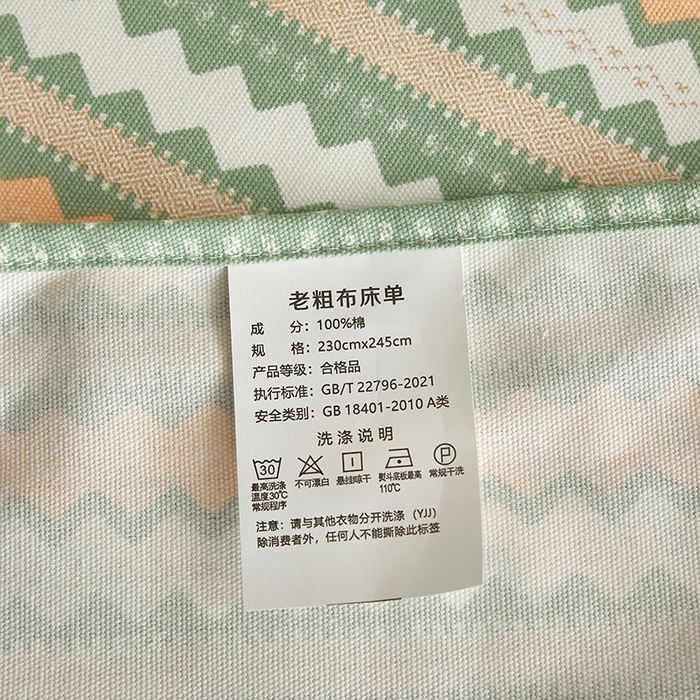 老粗布床单
成 分：100%棉
规 格：230cmx245cm
产品等级：合格品
执行标准：GB/T 22796-2021
安全类别：GB 18401-2010 A类
洗涤说明
30 P
最高洗涤温度30℃常规程序 不可漂白 悬挂晾干 熨斗底板最高110℃ 常规干洗
注意：请与其他衣物分开洗涤（YJJ）
除消费者外，任何人不能撕除此标签